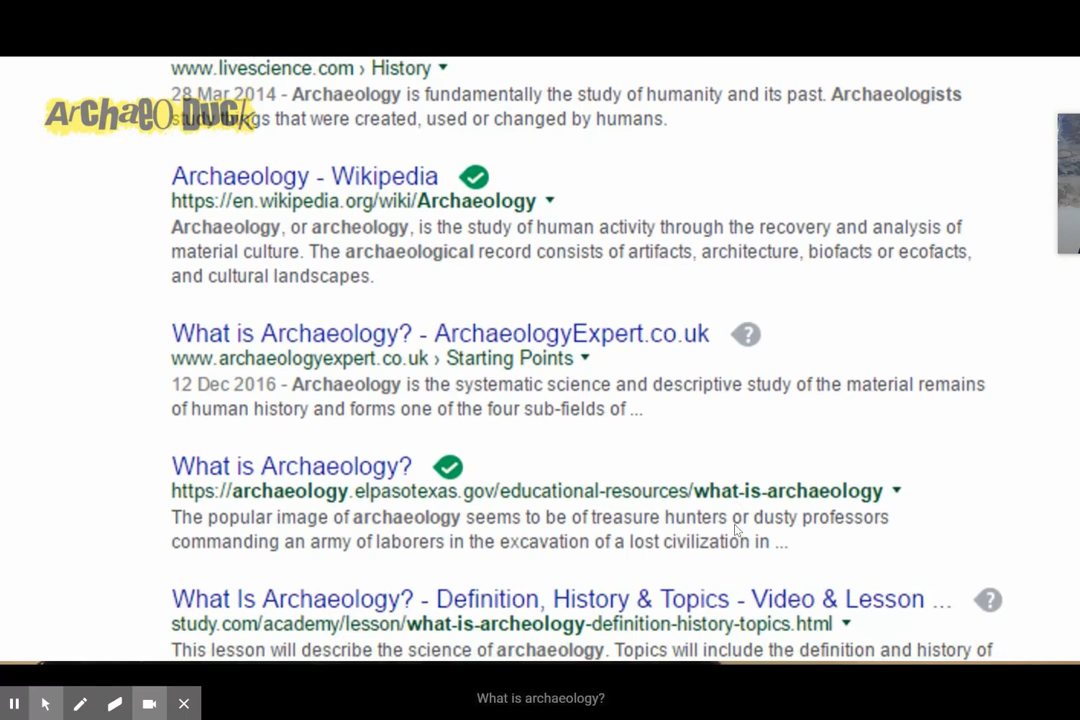 www.livescience.com › History
ArChaeO DUCk
28 Mar 2014 - Archaeology is fundamentally the study of humanity and its past. Archaeologists
study things that were created, used or changed by humans.
Archaeology - Wikipedia
https://en.wikipedia.org/wiki/Archaeology
Archaeology, or archeology, is the study of human activity through the recovery and analysis of
material culture. The archaeological record consists of artifacts, architecture, biofacts or ecofacts,
and cultural landscapes.
What is Archaeology? - ArchaeologyExpert.co.uk ?
www.archaeologyexpert.co.uk › Starting Points
12 Dec 2016 - Archaeology is the systematic science and descriptive study of the material remains
of human history and forms one of the four sub-fields of ...
What is Archaeology?
https://archaeology.elpasotexas.gov/educational-resources/what-is-archaeology
The popular image of archaeology seems to be of treasure hunters or dusty professors
commanding an army of laborers in the excavation of a lost civilization in ...
What Is Archaeology? - Definition, History & Topics - Video & Lesson ... ?
study.com/academy/lesson/what-is-archeology-definition-history-topics.html
This lesson will describe the science of archaeology. Topics will include the definition and history of
What is archaeology?